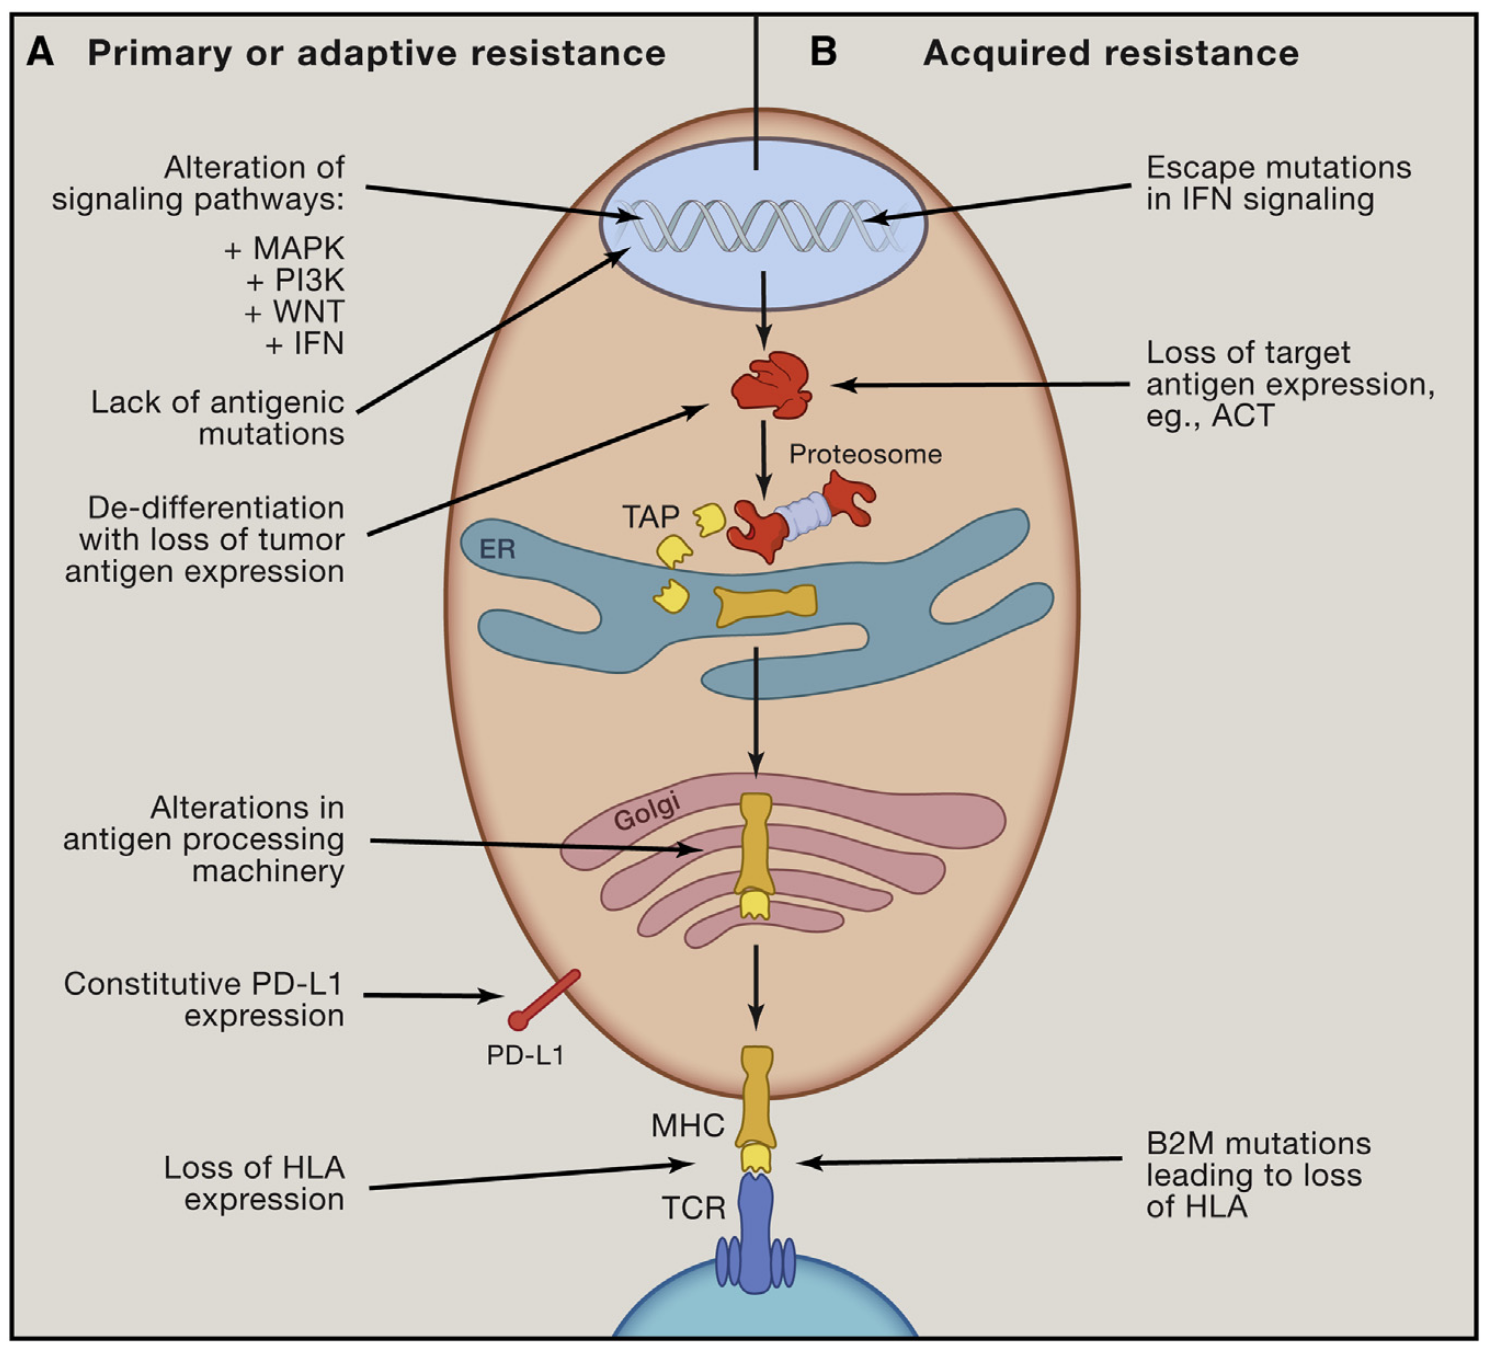 A Primary or adaptive resistance
B Acquired resistance
Alteration of
signaling pathways:
+ MAPK
+ PI3K
+ WNT
+ IFN
Lack of antigenic
mutations
De-differentiation
with loss of tumor
antigen expression
Alterations in
antigen processing
machinery
Constitutive PD-L1
expression
Loss of HLA
expression
Proteosome
TAP
ER
Golgi
PD-L1
MHC
TCR
Escape mutations
in IFN signaling
Loss of target
antigen expression,
eg., ACT
B2M mutations
leading to loss
of HLA